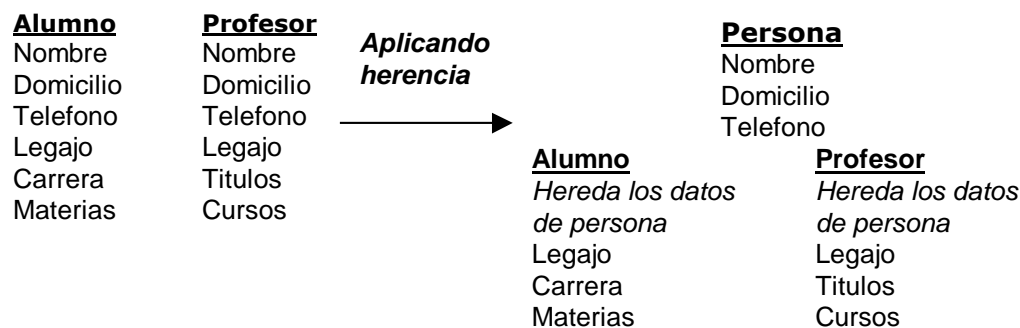 Alumno
Nombre
Domicilio
Telefono
Legajo
Carrera
Materias
Profesor
Nombre
Domicilio
Telefono
Legajo
Titulos
Cursos
Aplicando
herencia
Persona
Nombre
Domicilio
Telefono
Alumno
Hereda los datos
de persona
Legajo
Carrera
Materias
Profesor
Hereda los datos
de persona
Legajo
Titulos
Cursos